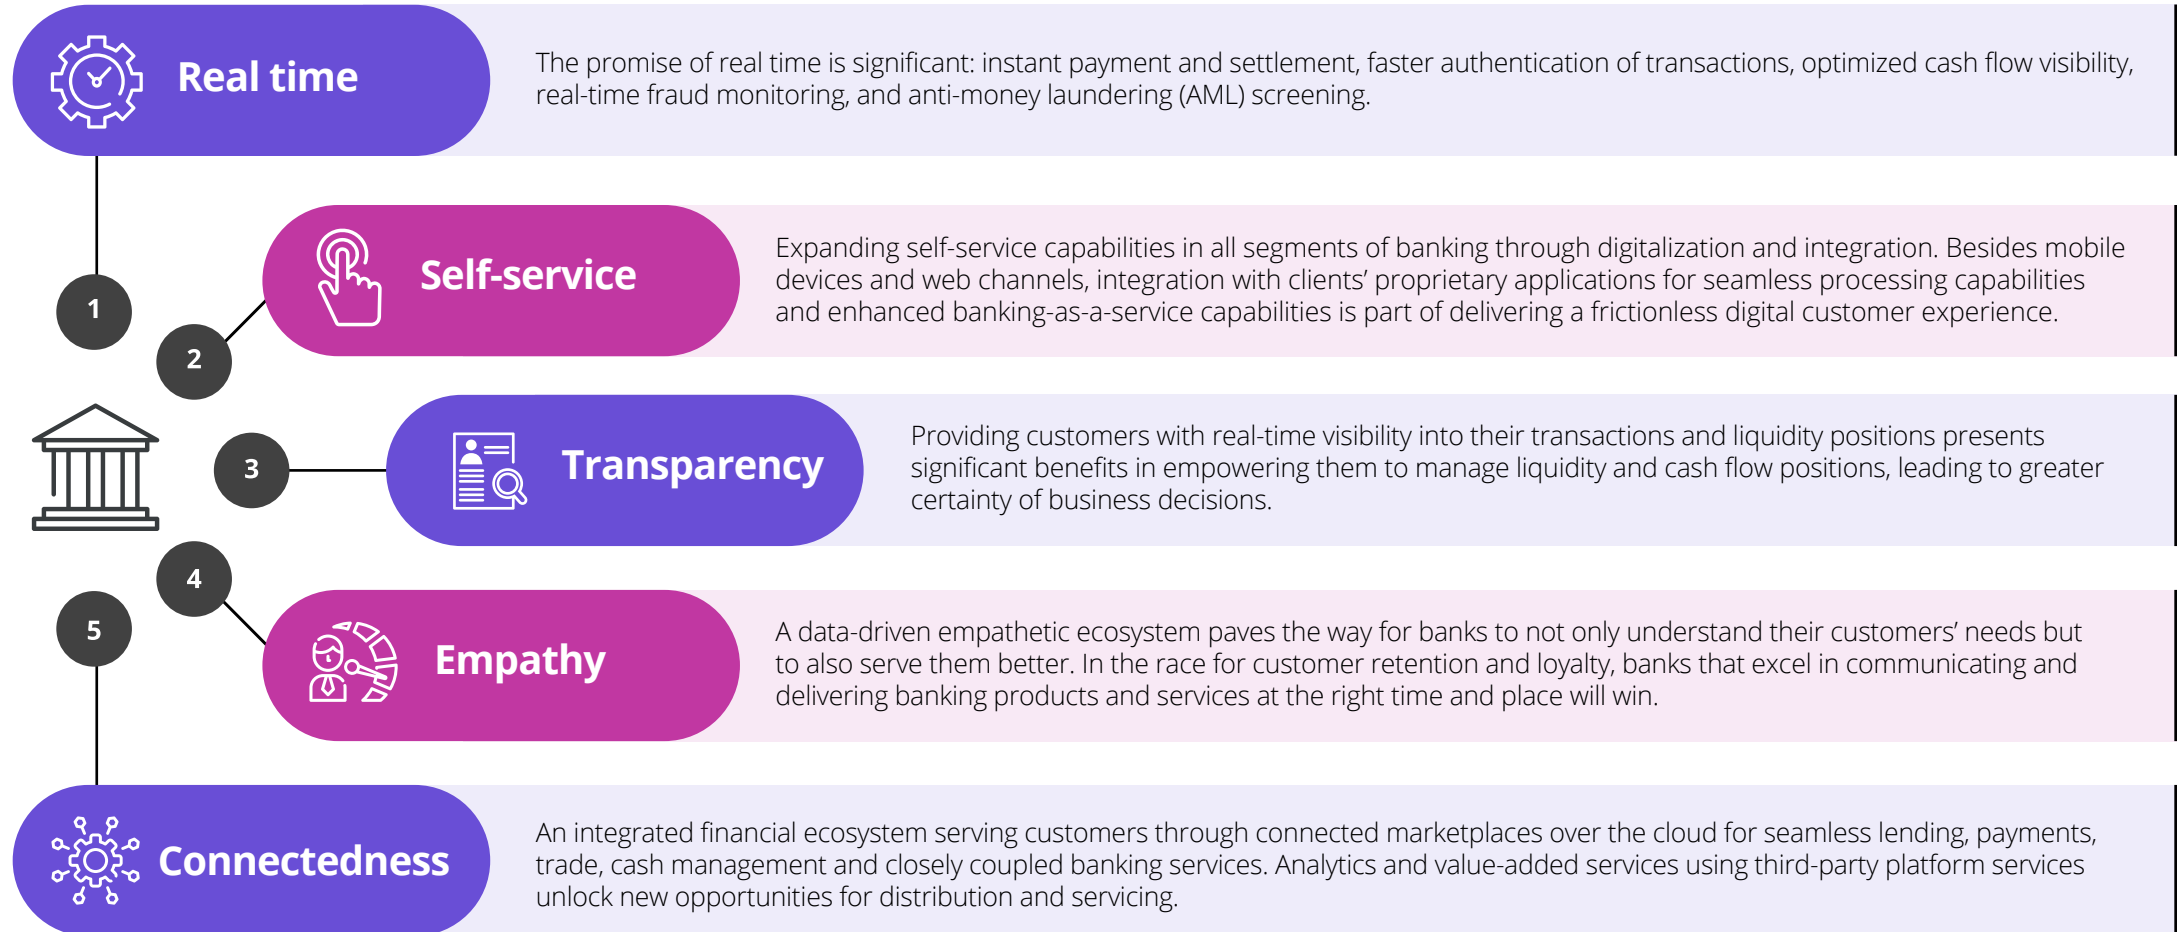 Real time
The promise of real time is significant: instant payment and settlement, faster authentication of transactions, optimized cash flow visibility,
real-time fraud monitoring, and anti-money laundering (AML) screening.
1
Self-service
Expanding self-service capabilities in all segments of banking through digitalization and integration. Besides mobile
devices and web channels, integration with clients’ proprietary applications for seamless processing capabilities
and enhanced banking-as-a-service capabilities is part of delivering a frictionless digital customer experience.
2
3
Transparency
Providing customers with real-time visibility into their transactions and liquidity positions presents
significant benefits in empowering them to manage liquidity and cash flow positions, leading to greater
certainty of business decisions.
4
Empathy
A data-driven empathetic ecosystem paves the way for banks to not only understand their customers’ needs but
to also serve them better. In the race for customer retention and loyalty, banks that excel in communicating and
delivering banking products and services at the right time and place will win.
5
Connectedness
An integrated financial ecosystem serving customers through connected marketplaces over the cloud for seamless lending, payments,
trade, cash management and closely coupled banking services. Analytics and value-added services using third-party platform services
unlock new opportunities for distribution and servicing.